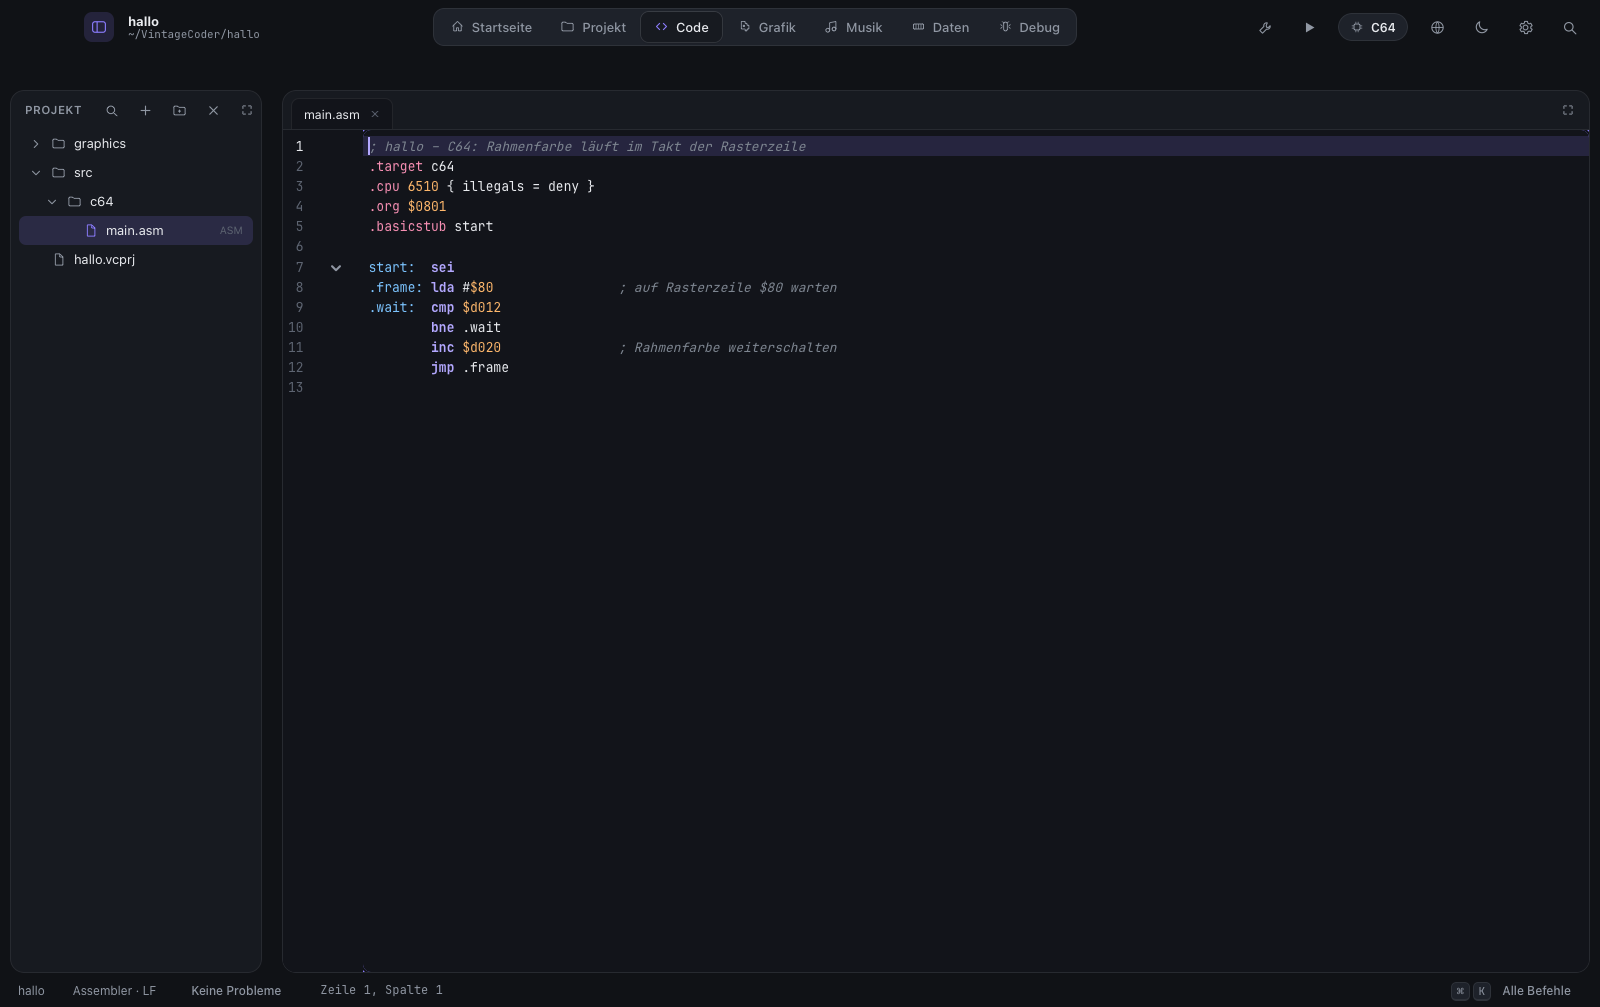 hallo
~/VintageCoder/hallo
Startseite Projekt Code Grafik Musik Daten Debug
C64
PROJEKT
graphics
src
c64
main.asm ASM
hallo.vcprj
main.asm ×
1 ; hallo – C64: Rahmenfarbe läuft im Takt der Rasterzeile
2 .target c64
3 .cpu 6510 { illegals = deny }
4 .org $0801
5 .basicstub start
6
7 start: sei
8 .frame: lda #$80 ; auf Rasterzeile $80 warten
9 .wait: cmp $d012
10 bne .wait
11 inc $d020 ; Rahmenfarbe weiterschalten
12 jmp .frame
13
hallo Assembler · LF Keine Probleme Zeile 1, Spalte 1 ⌘ K Alle Befehle